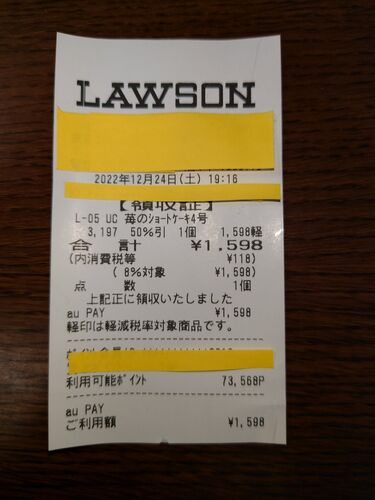 LAWSON
2022年12月24日(土) 19:16
【領収証】
L-05 UC 苺のｼｮｰﾄｹｰｷ4号
3,197 50%引 1個 1,598軽
合 計 ¥1,598
(内消費税等 ¥118)
( 8%対象 ¥1,598)
点 数 1個
上記正に領収いたしました
au PAY ¥1,598
軽印は軽減税率対象商品です。
利用可能ﾎﾟｲﾝﾄ 73,568P
au PAY
ご利用額 ¥1,598